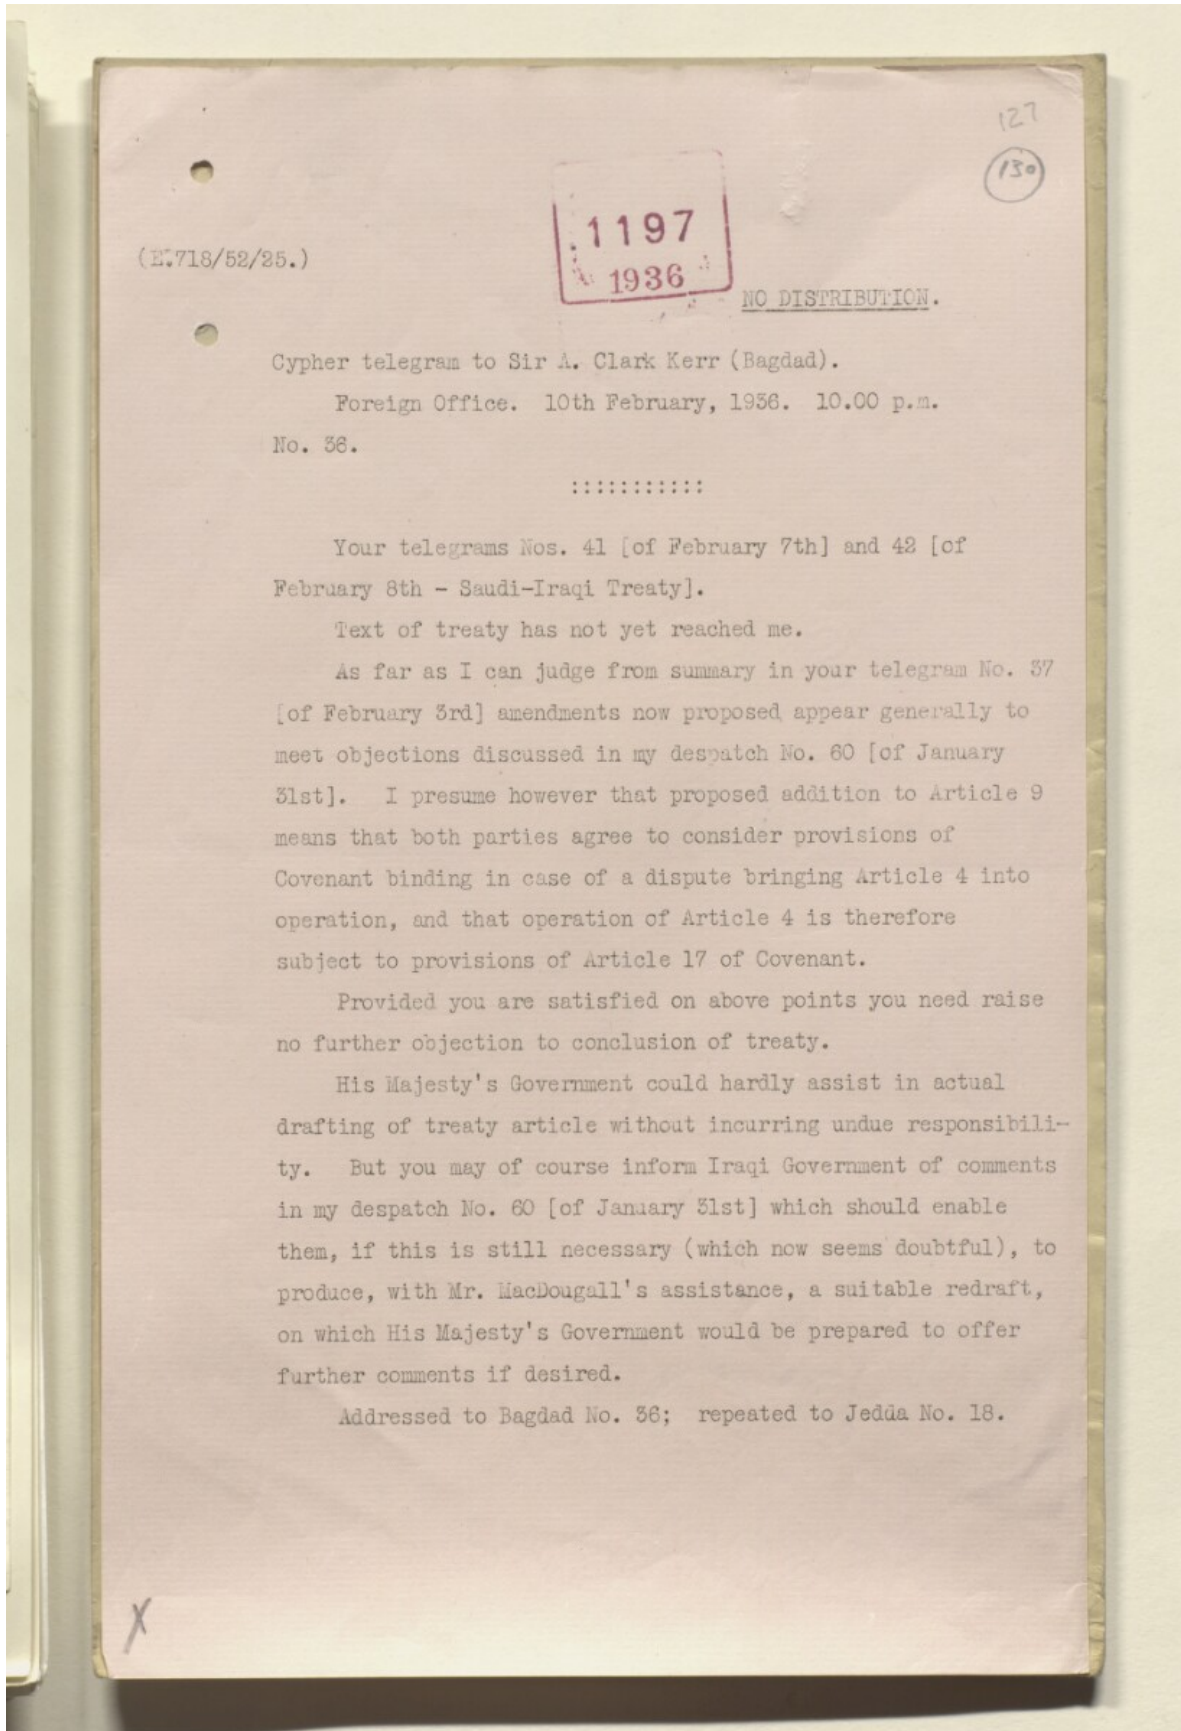 127
130
1197
1936
(E.718/52/25.)
NO DISTRIBUTION.
Cypher telegram to Sir A. Clark Kerr (Bagdad).
Foreign Office. 10th February, 1936. 10.00 p.m.
No. 36.
:::::::::::
Your telegrams Nos. 41 [of February 7th] and 42 [of
February 8th - Saudi-Iraqi Treaty].
Text of treaty has not yet reached me.
As far as I can judge from summary in your telegram No. 37
[of February 3rd] amendments now proposed appear generally to
meet objections discussed in my despatch No. 60 [of January
31st]. I presume however that proposed addition to Article 9
means that both parties agree to consider provisions of
Covenant binding in case of a dispute bringing Article 4 into
operation, and that operation of Article 4 is therefore
subject to provisions of Article 17 of Covenant.
Provided you are satisfied on above points you need raise
no further objection to conclusion of treaty.
His Majesty's Government could hardly assist in actual
drafting of treaty article without incurring undue responsibili-
ty. But you may of course inform Iraqi Government of comments
in my despatch No. 60 [of January 31st] which should enable
them, if this is still necessary (which now seems doubtful), to
produce, with Mr. MacDougall's assistance, a suitable redraft,
on which His Majesty's Government would be prepared to offer
further comments if desired.
Addressed to Bagdad No. 36; repeated to Jedda No. 18.
X